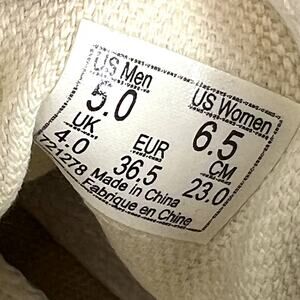 US Men US Women
5.0 6.5
UK EUR CM
4.0 36.5 23.0
721278 Made in China
Fabrique en Chine